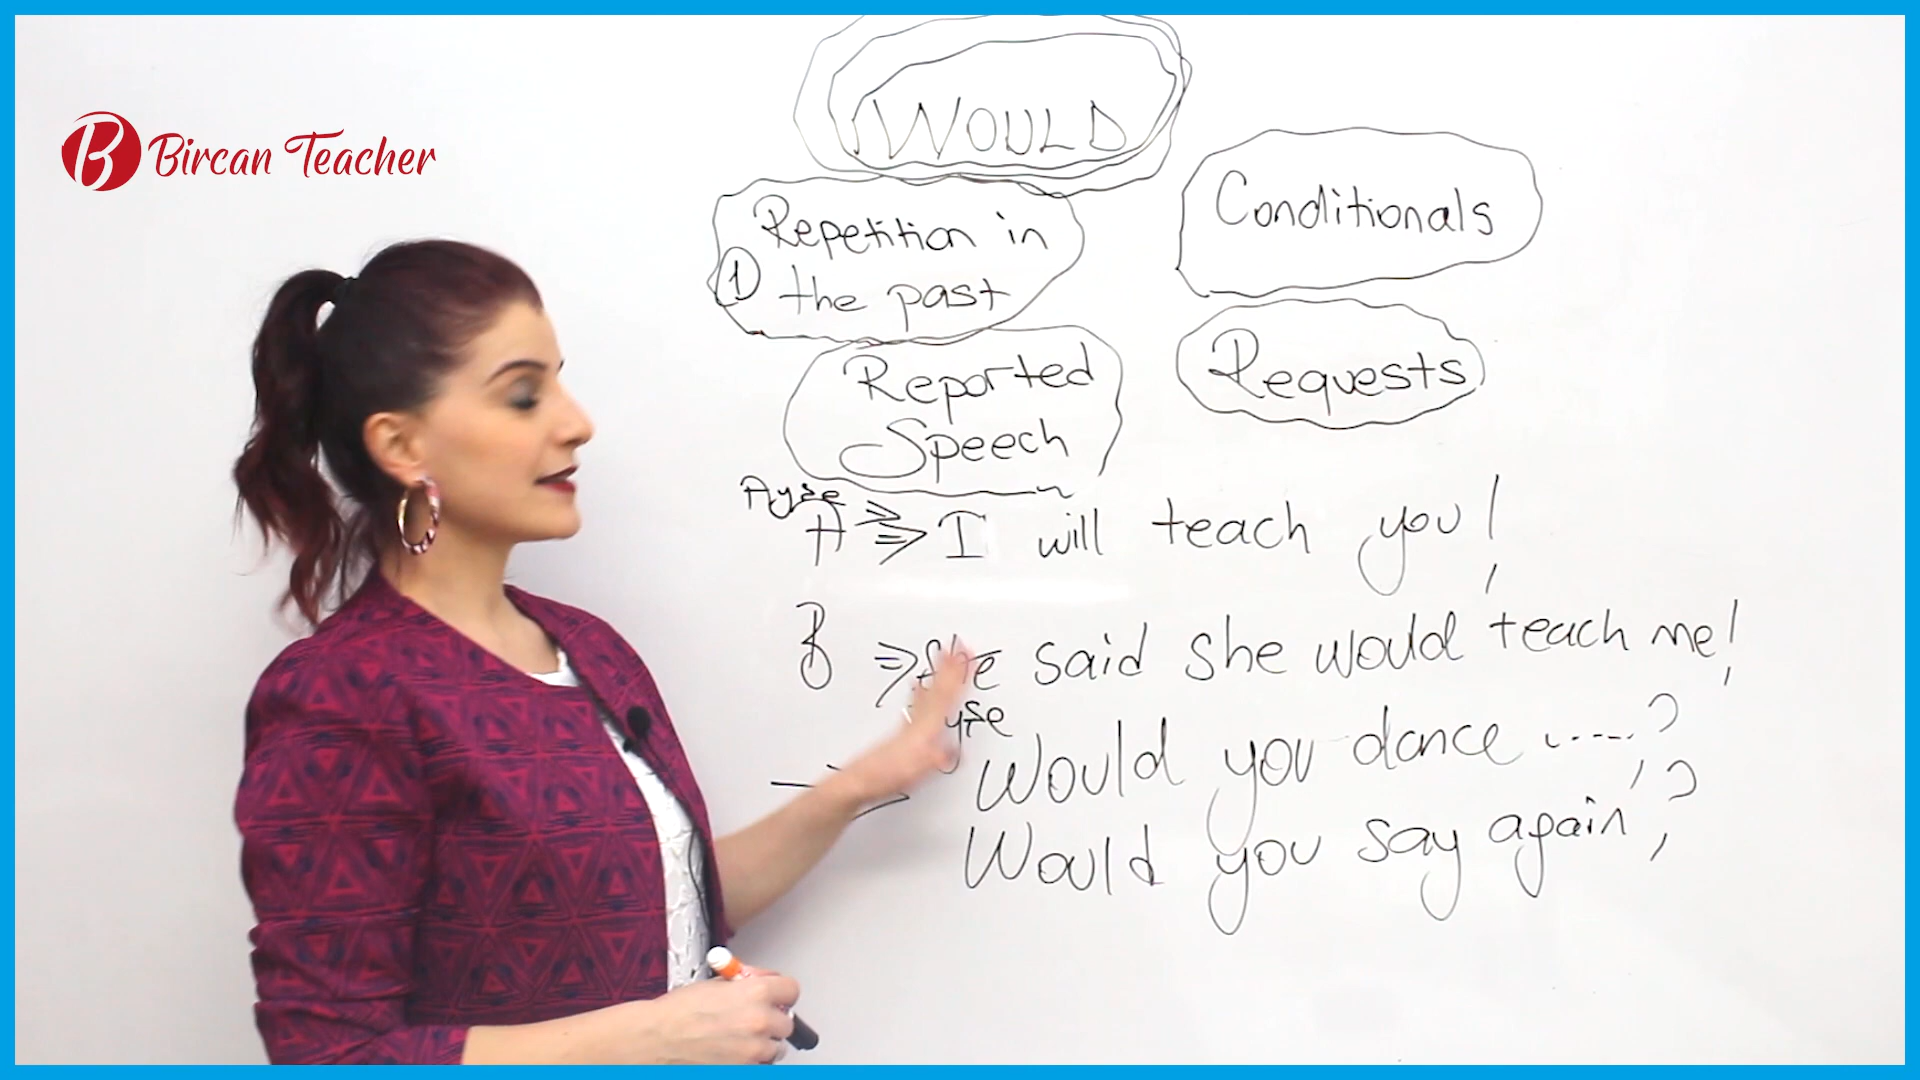 B Bircan Teacher
WOULD
Repetition in
① the past
Conditionals
Reported
Speech
Requests
Ayşe
A ⇒ I will teach you!
B ⇒ She said she would teach me!
yşe
→ Would you dance .....?
Would you say again?